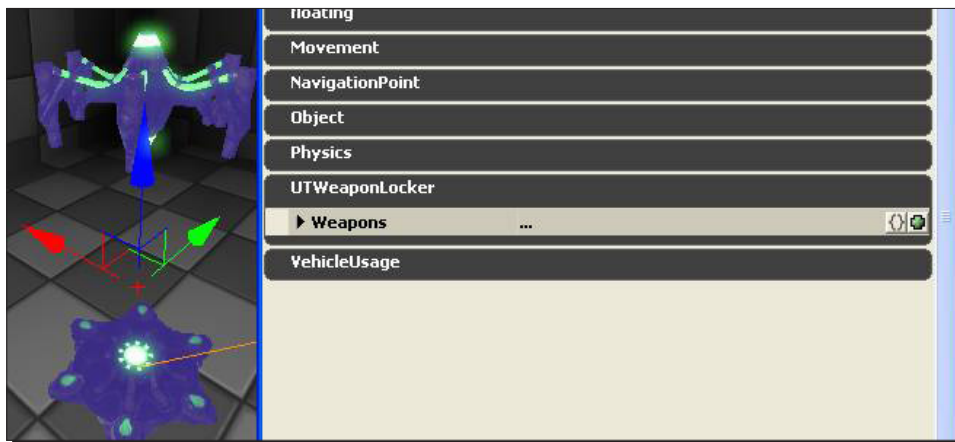 floating
Movement
NavigationPoint
Object
Physics
UTWeaponLocker
Weapons ...
VehicleUsage